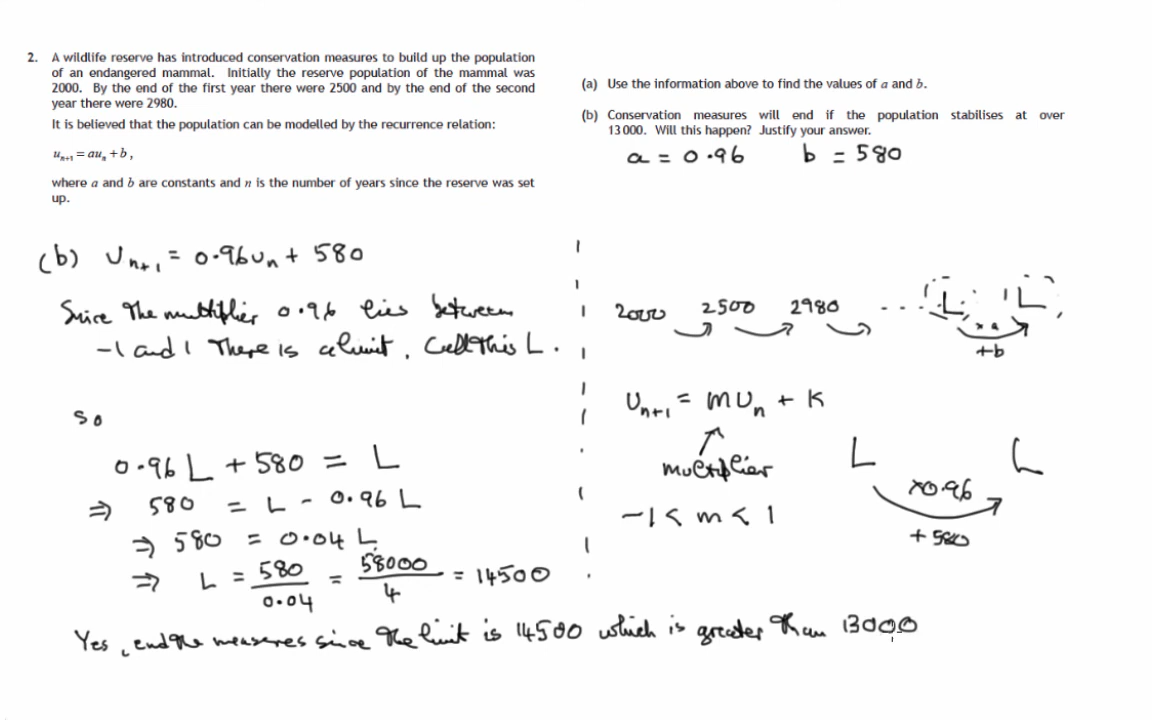 2. A wildlife reserve has introduced conservation measures to build up the population
of an endangered mammal. Initially the reserve population of the mammal was
2000. By the end of the first year there were 2500 and by the end of the second
year there were 2980.
It is believed that the population can be modelled by the recurrence relation:
uₙ₊₁ = auₙ + b,
where a and b are constants and n is the number of years since the reserve was set
up.
(a) Use the information above to find the values of a and b.
(b) Conservation measures will end if the population stabilises at over
13 000. Will this happen? Justify your answer.
a = 0.96 b = 580
(b) Uₙ₊₁ = 0.96Uₙ + 580
Since the multiplier 0.96 lies between
-1 and 1 There is a limit. Call This L.
So
0.96 L + 580 = L
⇒ 580 = L - 0.96 L
⇒ 580 = 0.04 L
⇒ L = 580/0.04 = 58000/4 = 14500
Yes, end the measures since the limit is 14500 which is greater than 13000
2000 2500 2980 ... L L
× a
+b
Uₙ₊₁ = mUₙ + K
multiplier
-1 < m < 1
L L
×0.96
+ 580